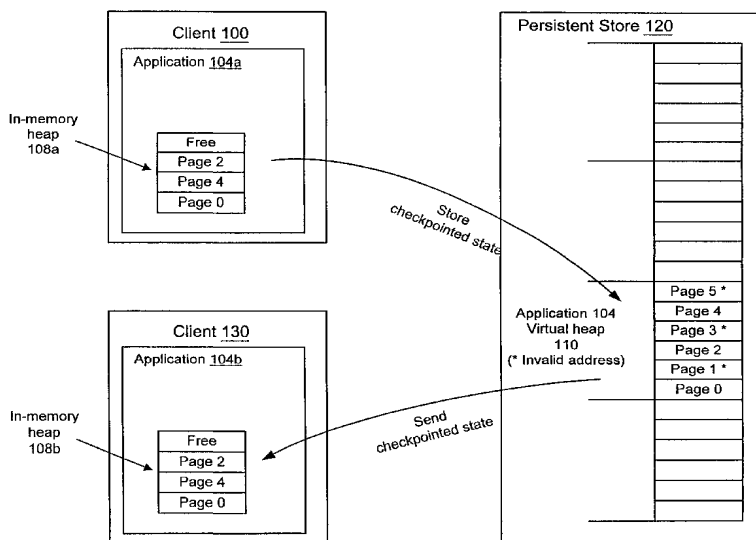 Client 100
Application 104a
In-memory
heap
108a
Free
Page 2
Page 4
Page 0
Store
checkpointed state
Persistent Store 120
Page 5 *
Page 4
Page 3 *
Page 2
Page 1 *
Page 0
Application 104
Virtual heap
110
(* Invalid address)
Client 130
Application 104b
In-memory
heap
108b
Free
Page 2
Page 4
Page 0
Send
checkpointed state